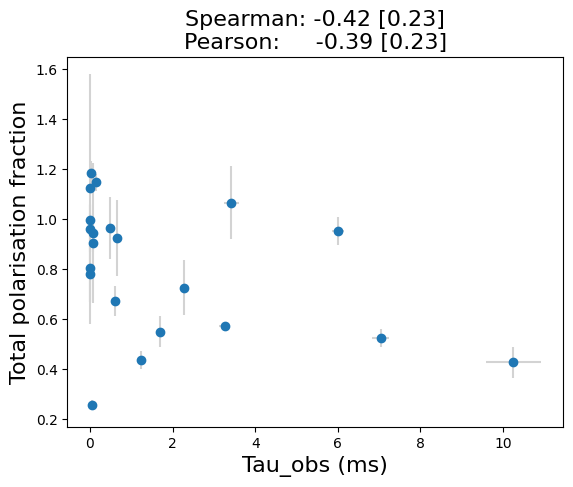 Spearman: -0.42 [0.23]
Pearson: -0.39 [0.23]
1.6
1.4
1.2
1.0
0.8
0.6
0.4
0.2
Total polarisation fraction
0 2 4 6 8 10
Tau_obs (ms)